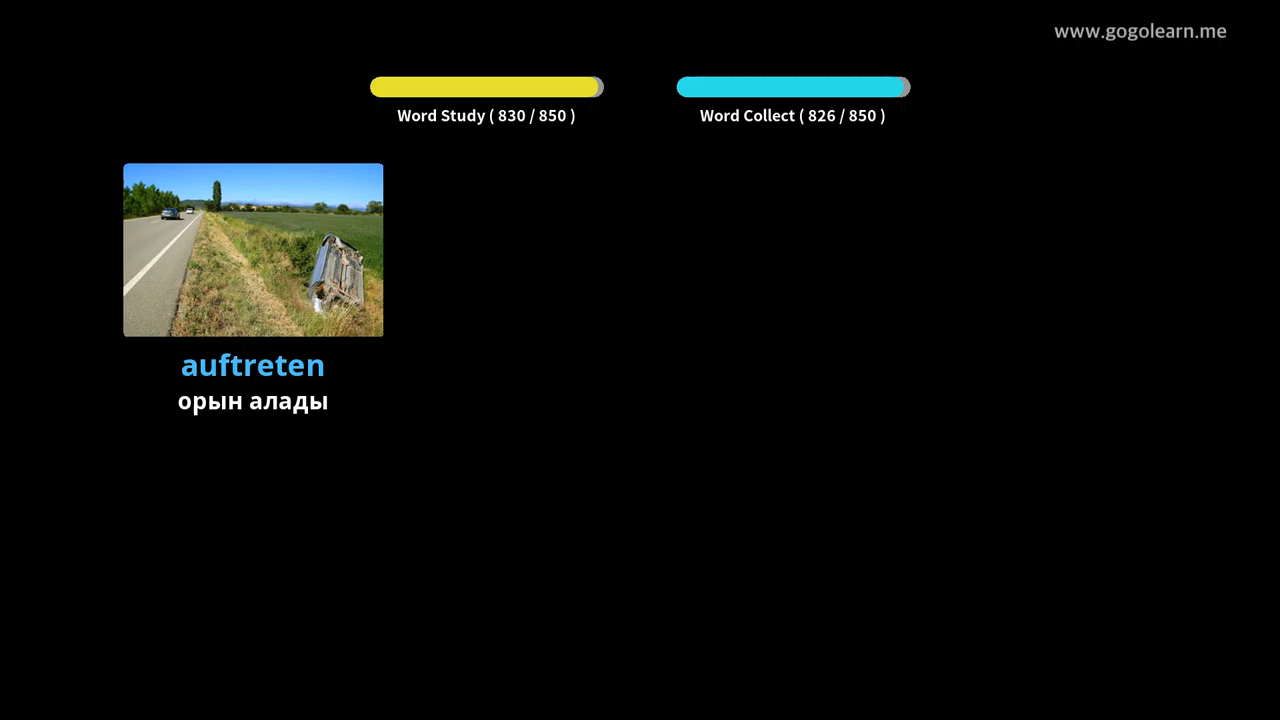 www.gogolearn.me
Word Study ( 830 / 850 )
Word Collect ( 826 / 850 )
auftreten
орын алады